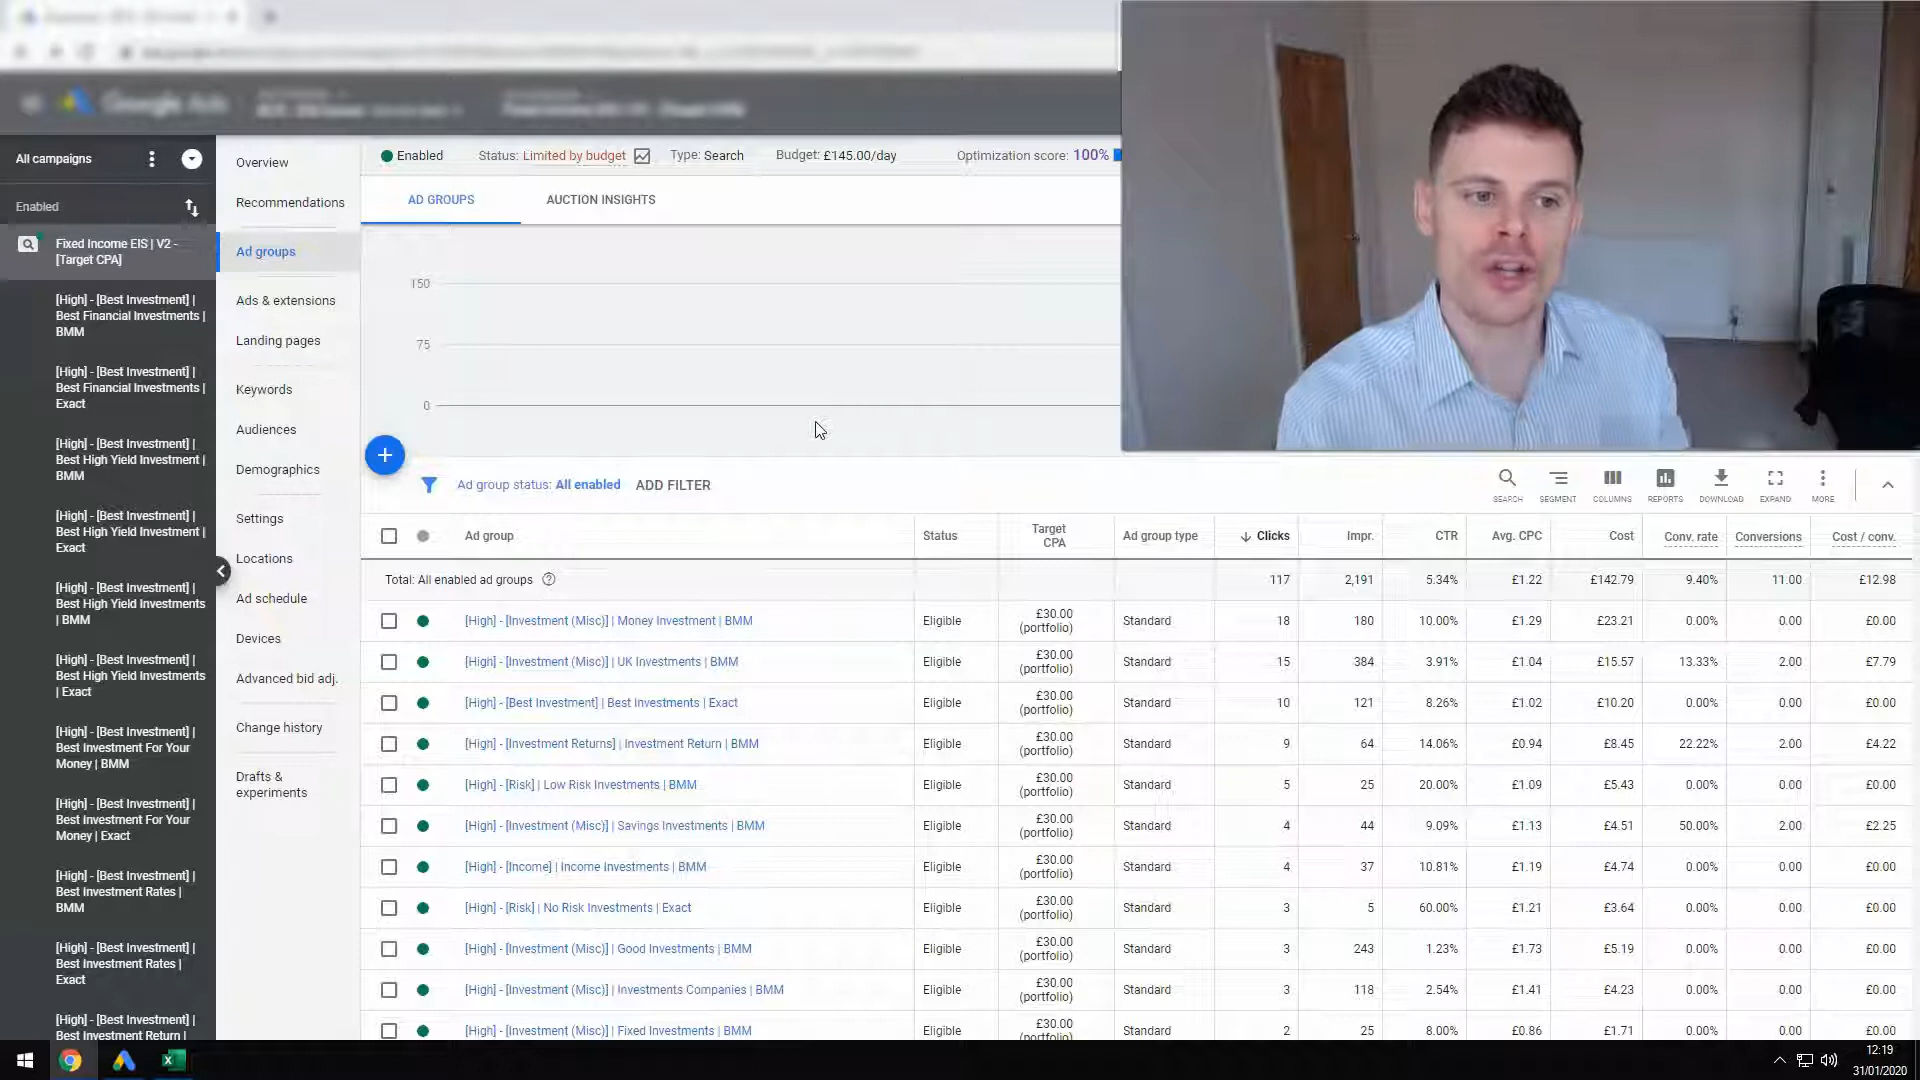 Google Ads
All campaigns
Enabled
Fixed Income EIS | V2 -
[Target CPA]
[High] - [Best Investment] |
Best Financial Investments |
BMM
[High] - [Best Investment] |
Best Financial Investments |
Exact
[High] - [Best Investment] |
Best High Yield Investment |
BMM
[High] - [Best Investment] |
Best High Yield Investment |
Exact
[High] - [Best Investment] |
Best High Yield Investments
| BMM
[High] - [Best Investment] |
Best High Yield Investments
| Exact
[High] - [Best Investment] |
Best Investment For Your
Money | BMM
[High] - [Best Investment] |
Best Investment For Your
Money | Exact
[High] - [Best Investment] |
Best Investment Rates |
BMM
[High] - [Best Investment] |
Best Investment Rates |
Exact
[High] - [Best Investment] |
Best Investment Return |
Overview
Recommendations
Ad groups
Ads & extensions
Landing pages
Keywords
Audiences
Demographics
Settings
Locations
Ad schedule
Devices
Advanced bid adj.
Change history
Drafts &
experiments
Enabled Status: Limited by budget Type: Search Budget: £145.00/day Optimization score: 100%
AD GROUPS AUCTION INSIGHTS
150
75
0
Ad group status: All enabled ADD FILTER
SEARCH SEGMENT COLUMNS REPORTS DOWNLOAD EXPAND MORE
Ad group Status Target CPA Ad group type Clicks Impr. CTR Avg. CPC Cost Conv. rate Conversions Cost / conv.
Total: All enabled ad groups 117 2,191 5.34% £1.22 £142.79 9.40% 11.00 £12.98
[High] - [Investment (Misc)] | Money Investment | BMM Eligible £30.00 (portfolio) Standard 18 180 10.00% £1.29 £23.21 0.00% 0.00 £0.00
[High] - [Investment (Misc)] | UK Investments | BMM Eligible £30.00 (portfolio) Standard 15 384 3.91% £1.04 £15.57 13.33% 2.00 £7.79
[High] - [Best Investment] | Best Investments | Exact Eligible £30.00 (portfolio) Standard 10 121 8.26% £1.02 £10.20 0.00% 0.00 £0.00
[High] - [Investment Returns] | Investment Return | BMM Eligible £30.00 (portfolio) Standard 9 64 14.06% £0.94 £8.45 22.22% 2.00 £4.22
[High] - [Risk] | Low Risk Investments | BMM Eligible £30.00 (portfolio) Standard 5 25 20.00% £1.09 £5.43 0.00% 0.00 £0.00
[High] - [Investment (Misc)] | Savings Investments | BMM Eligible £30.00 (portfolio) Standard 4 44 9.09% £1.13 £4.51 50.00% 2.00 £2.25
[High] - [Income] | Income Investments | BMM Eligible £30.00 (portfolio) Standard 4 37 10.81% £1.19 £4.74 0.00% 0.00 £0.00
[High] - [Risk] | No Risk Investments | Exact Eligible £30.00 (portfolio) Standard 3 5 60.00% £1.21 £3.64 0.00% 0.00 £0.00
[High] - [Investment (Misc)] | Good Investments | BMM Eligible £30.00 (portfolio) Standard 3 243 1.23% £1.73 £5.19 0.00% 0.00 £0.00
[High] - [Investment (Misc)] | Investments Companies | BMM Eligible £30.00 (portfolio) Standard 3 118 2.54% £1.41 £4.23 0.00% 0.00 £0.00
[High] - [Investment (Misc)] | Fixed Investments | BMM Eligible £30.00 (portfolio) Standard 2 25 8.00% £0.86 £1.71 0.00% 0.00 £0.00
12:19
31/01/2020